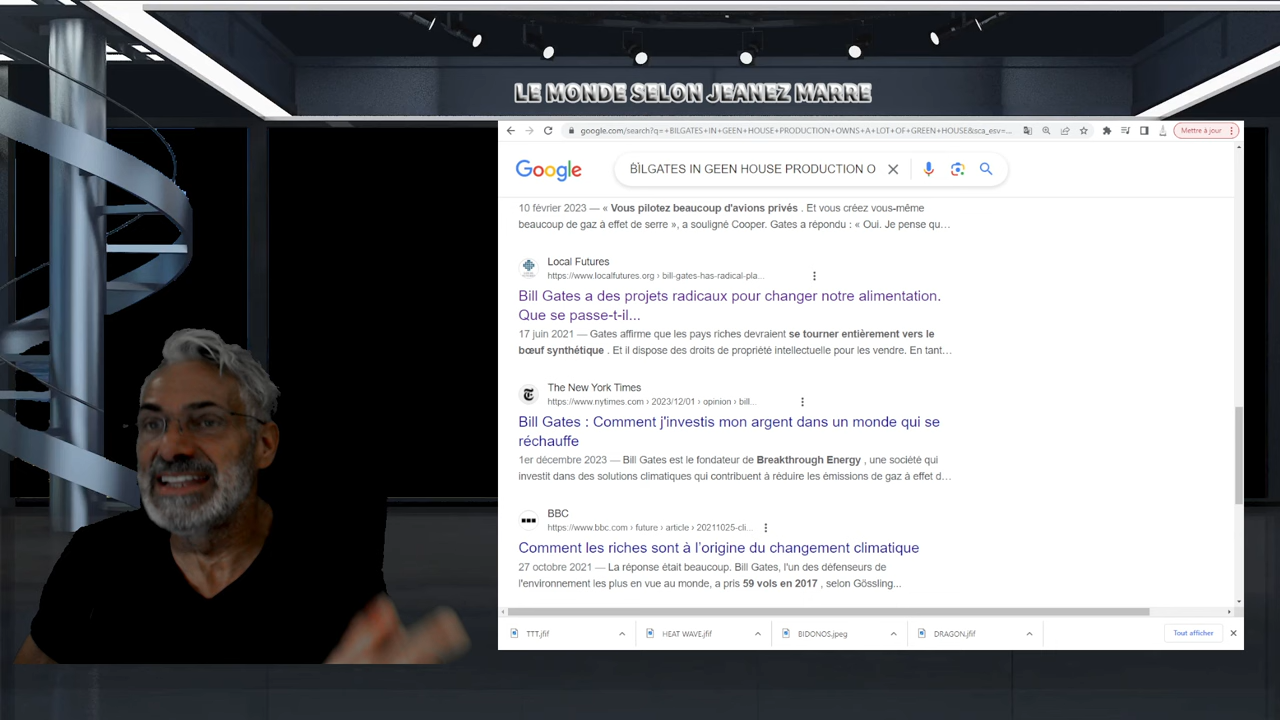 LE MONDE SELON JEANEZ MARRE
google.com/search?q=+BILGATES+IN+GEEN+HOUSE+PRODUCTION+OWNS+A+LOT+OF+GREEN+HOUSE&sca_esv=...
Mettre à jour
Google
BILGATES IN GEEN HOUSE PRODUCTION O
10 février 2023 — « Vous pilotez beaucoup d'avions privés . Et vous créez vous-même
beaucoup de gaz à effet de serre », a souligné Cooper. Gates a répondu : « Oui. Je pense qu...
Local Futures
https://www.localfutures.org › bill-gates-has-radical-pla...
Bill Gates a des projets radicaux pour changer notre alimentation.
Que se passe-t-il...
17 juin 2021 — Gates affirme que les pays riches devraient se tourner entièrement vers le
bœuf synthétique . Et il dispose des droits de propriété intellectuelle pour les vendre. En tant...
The New York Times
https://www.nytimes.com › 2023/12/01 › opinion › bill...
Bill Gates : Comment j'investis mon argent dans un monde qui se
réchauffe
1er décembre 2023 — Bill Gates est le fondateur de Breakthrough Energy , une société qui
investit dans des solutions climatiques qui contribuent à réduire les émissions de gaz à effet d...
BBC
https://www.bbc.com › future › article › 20211025-cli...
Comment les riches sont à l'origine du changement climatique
27 octobre 2021 — La réponse était beaucoup. Bill Gates, l'un des défenseurs de
l'environnement les plus en vue au monde, a pris 59 vols en 2017 , selon Gössling...
TTT.jfif
HEAT WAVE.jfif
BIDONOS.jpeg
DRAGON.jfif
Tout afficher